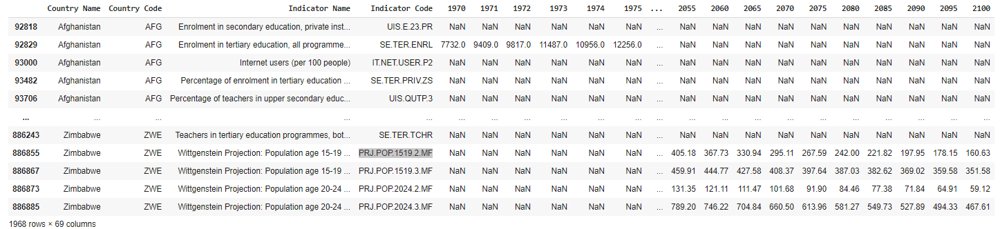 Country Name Country Code Indicator Name Indicator Code 1970 1971 1972 1973 1974 1975 ... 2055 2060 2065 2070 2075 2080 2085 2090 2095 2100
92818 Afghanistan AFG Enrolment in secondary education, private inst... UIS.E.23.PR NaN NaN NaN NaN NaN NaN ... NaN NaN NaN NaN NaN NaN NaN NaN NaN NaN
92829 Afghanistan AFG Enrolment in tertiary education, all programme... SE.TER.ENRL 7732.0 9409.0 9817.0 11487.0 10956.0 12256.0 ... NaN NaN NaN NaN NaN NaN NaN NaN NaN NaN
93000 Afghanistan AFG Internet users (per 100 people) IT.NET.USER.P2 NaN NaN NaN NaN NaN NaN ... NaN NaN NaN NaN NaN NaN NaN NaN NaN NaN
93482 Afghanistan AFG Percentage of enrolment in tertiary education ... SE.TER.PRIV.ZS NaN NaN NaN NaN NaN NaN ... NaN NaN NaN NaN NaN NaN NaN NaN NaN NaN
93706 Afghanistan AFG Percentage of teachers in upper secondary educ... UIS.QUTP.3 NaN NaN NaN NaN NaN NaN ... NaN NaN NaN NaN NaN NaN NaN NaN NaN NaN
... ... ... ... ... ... ... ... ... ... ... ... ... ... ... ... ... ... ... ... ... ...
886243 Zimbabwe ZWE Teachers in tertiary education programmes, bot... SE.TER.TCHR NaN NaN NaN NaN NaN NaN ... NaN NaN NaN NaN NaN NaN NaN NaN NaN NaN
886855 Zimbabwe ZWE Wittgenstein Projection: Population age 15-19 ... PRJ.POP.1519.2.MF NaN NaN NaN NaN NaN NaN ... 405.18 367.73 330.94 295.11 267.59 242.00 221.82 197.95 178.15 160.63
886867 Zimbabwe ZWE Wittgenstein Projection: Population age 15-19 ... PRJ.POP.1519.3.MF NaN NaN NaN NaN NaN NaN ... 459.91 444.77 427.58 408.37 397.64 387.03 382.62 369.02 359.58 351.58
886873 Zimbabwe ZWE Wittgenstein Projection: Population age 20-24 ... PRJ.POP.2024.2.MF NaN NaN NaN NaN NaN NaN ... 131.35 121.11 111.47 101.68 91.90 84.46 77.38 71.84 64.91 59.12
886885 Zimbabwe ZWE Wittgenstein Projection: Population age 20-24 ... PRJ.POP.2024.3.MF NaN NaN NaN NaN NaN NaN ... 789.20 746.22 704.84 660.50 613.96 581.27 549.73 527.89 494.33 467.61
1968 rows × 69 columns